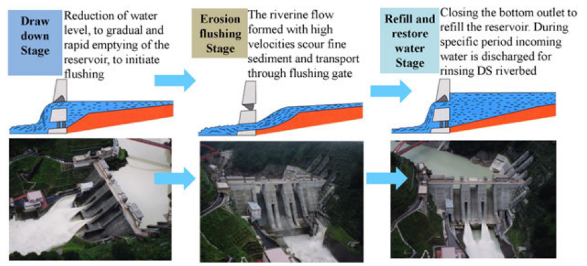 Draw
down
Stage
Reduction of water
level, to gradual and
rapid emptying of the
reservoir, to initiate
flushing
Erosion
flushing
Stage
The riverine flow
formed with high
velocities scour fine
sediment and transport
through flushing gate
Refill and
restore
water
Stage
Closing the bottom outlet to
refill the reservoir. During
specific period incoming
water is discharged for
rinsing DS riverbed